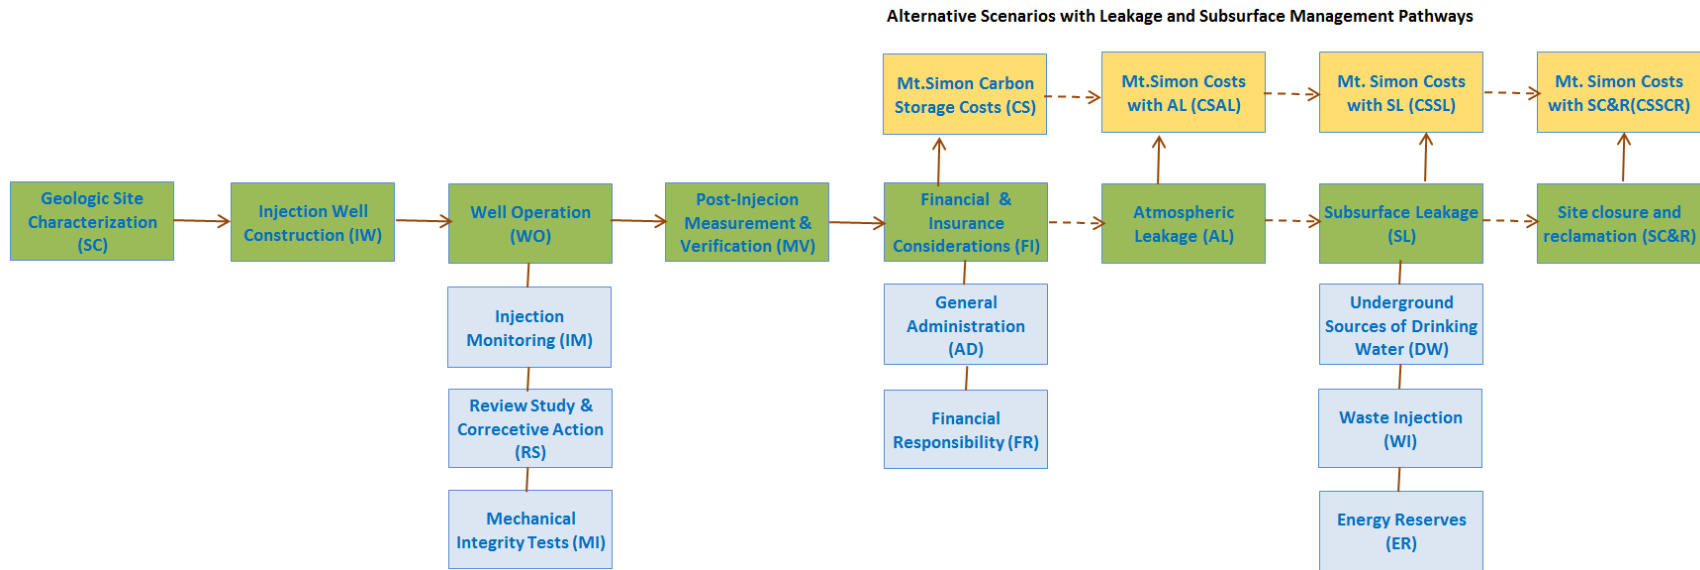 Alternative Scenarios with Leakage and Subsurface Management Pathways
Mt.Simon Carbon
Storage Costs (CS)
Mt.Simon Costs
with AL (CSAL)
Mt. Simon Costs
with SL (CSSL)
Mt. Simon Costs
with SC&R(CSSCR)
Geologic Site
Characterization
(SC)
Injection Well
Construction (IW)
Well Operation
(WO)
Post-Injecion
Measurement &
Verification (MV)
Financial &
Insurance
Considerations (FI)
Atmospheric
Leakage (AL)
Subsurface Leakage
(SL)
Site closure and
reclamation (SC&R)
Injection
Monitoring (IM)
Review Study &
Correcetive Action
(RS)
Mechanical
Integrity Tests (MI)
General
Administration
(AD)
Financial
Responsibility (FR)
Underground
Sources of Drinking
Water (DW)
Waste Injection
(WI)
Energy Reserves
(ER)